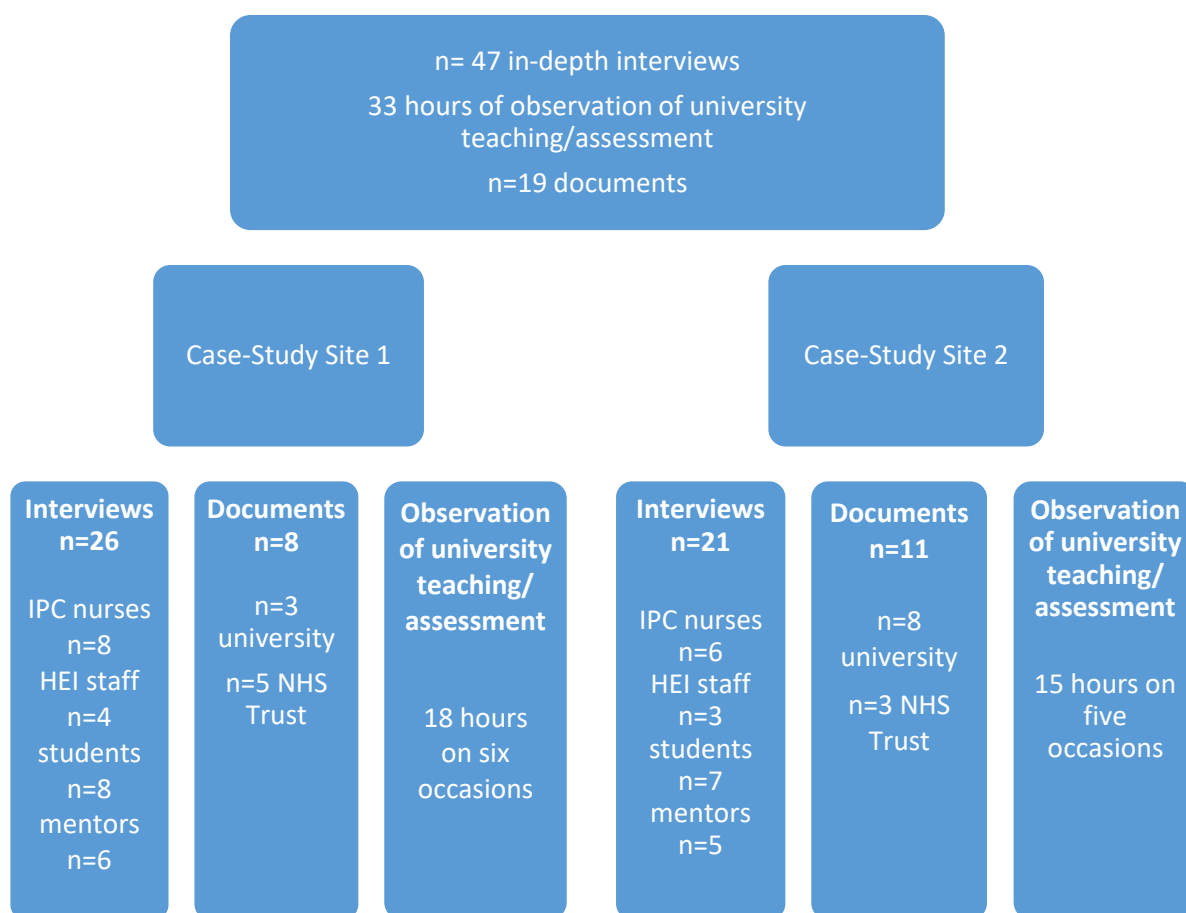 n= 47 in-depth interviews
33 hours of observation of university
teaching/assessment
n=19 documents
Case-Study Site 1
Case-Study Site 2
Interviews
n=26
IPC nurses
n=8
HEI staff
n=4
students
n=8
mentors
n=6
Documents
n=8
n=3
university
n=5 NHS
Trust
Observation
of university
teaching/
assessment
18 hours
on six
occasions
Interviews
n=21
IPC nurses
n=6
HEI staff
n=3
students
n=7
mentors
n=5
Documents
n=11
n=8
university
n=3 NHS
Trust
Observation
of university
teaching/
assessment
15 hours on
five
occasions